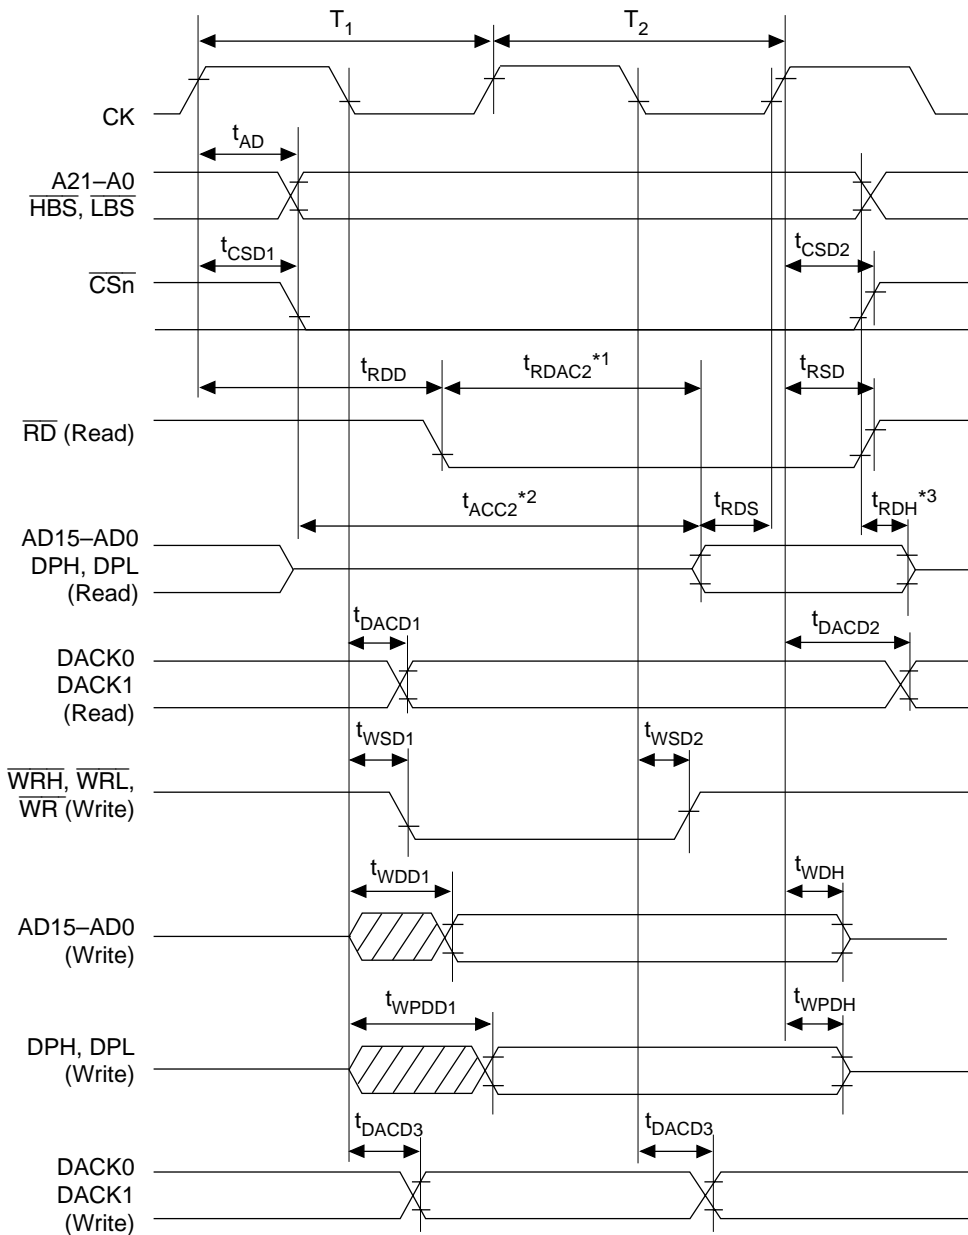 T1 T2
CK
tAD
A21–A0
HBS, LBS
tCSD1 tCSD2
CSn
tRDD tRDAC2*1 tRSD
RD (Read)
tACC2*2 tRDS tRDH*3
AD15–AD0
DPH, DPL
(Read)
tDACD1 tDACD2
DACK0
DACK1
(Read)
tWSD1 tWSD2
WRH, WRL,
WR (Write)
tWDD1 tWDH
AD15–AD0
(Write)
tWPDD1 tWPDH
DPH, DPL
(Write)
tDACD3 tDACD3
DACK0
DACK1
(Write)